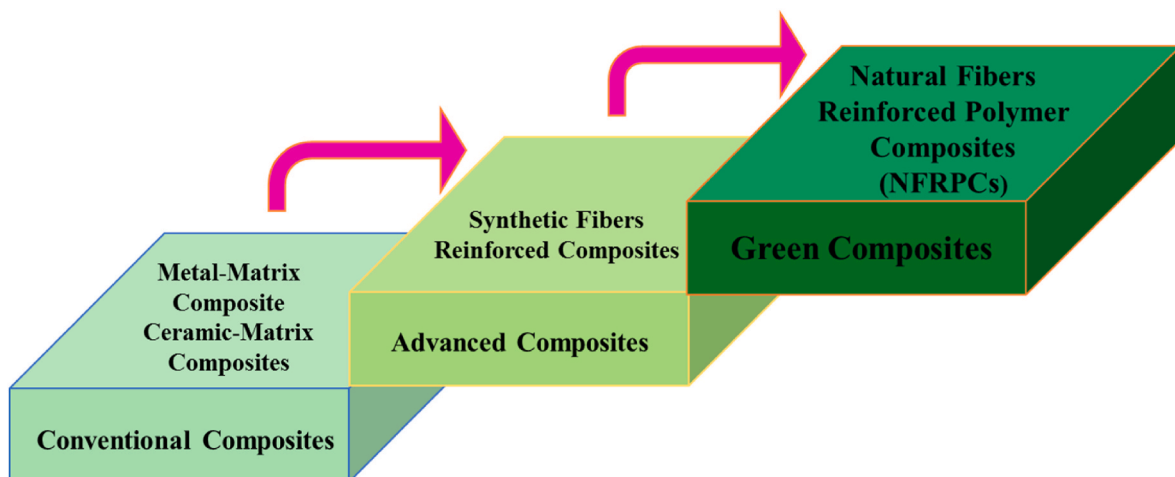 Natural Fibers
Reinforced Polymer
Composites
(NFRPCs)
Green Composites
Synthetic Fibers
Reinforced Composites
Advanced Composites
Metal-Matrix
Composite
Ceramic-Matrix
Composites
Conventional Composites